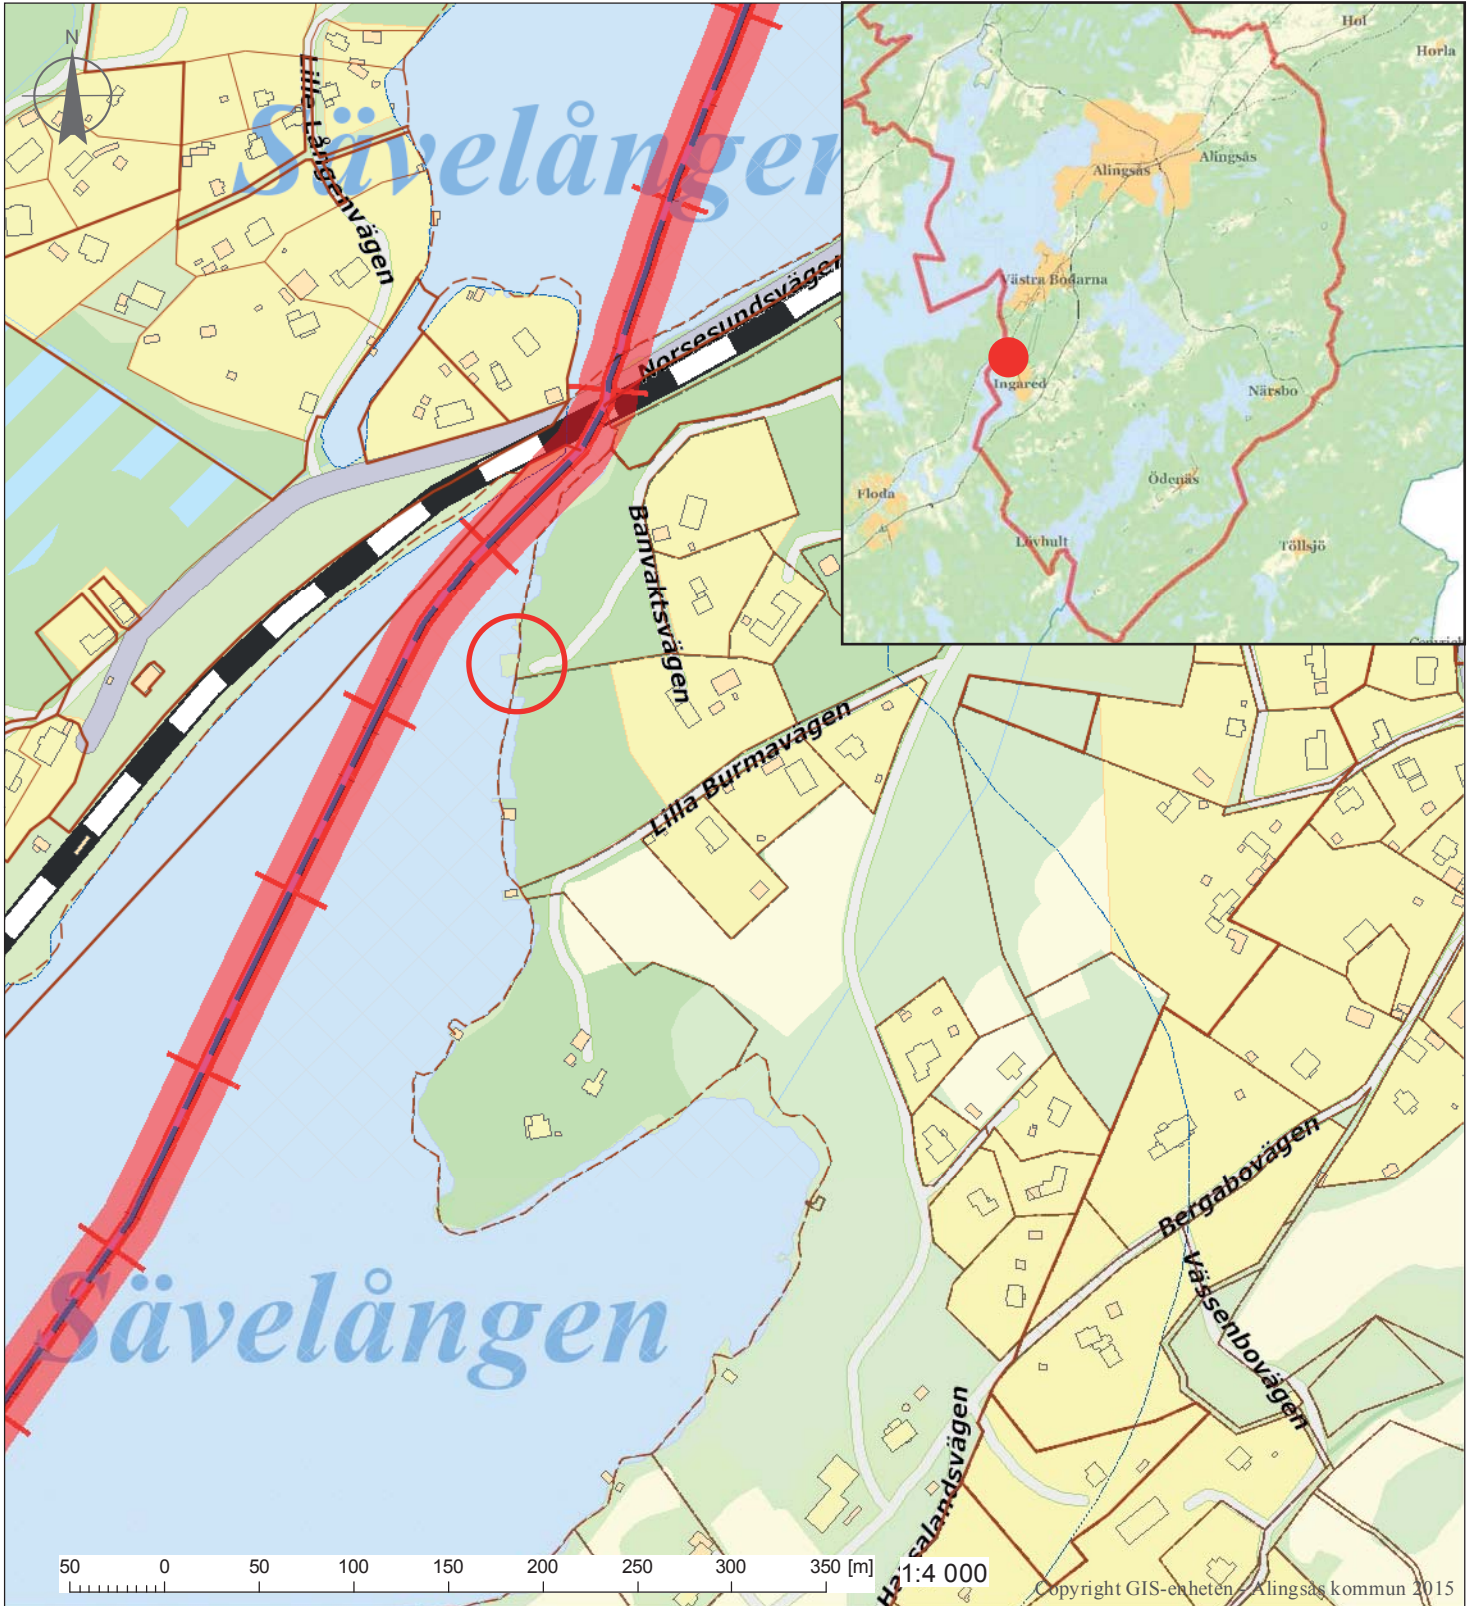 N
Lilla Långenvägen
Sävelången
Norsesundsvägen
Banvaktsvägen
Lilla Burmavägen
Bergabovägen
Vässenbovägen
Sävelången
Hol
Horla
Alingsås
Alingsås
Västra Bodarna
Ingared
Närsbo
Ödenäs
Floda
Lövhult
Töllsjö
50 0 50 100 150 200 250 300 350 [m]
1:4 000
Copyright GIS-enheten - Alingsås kommun 2015